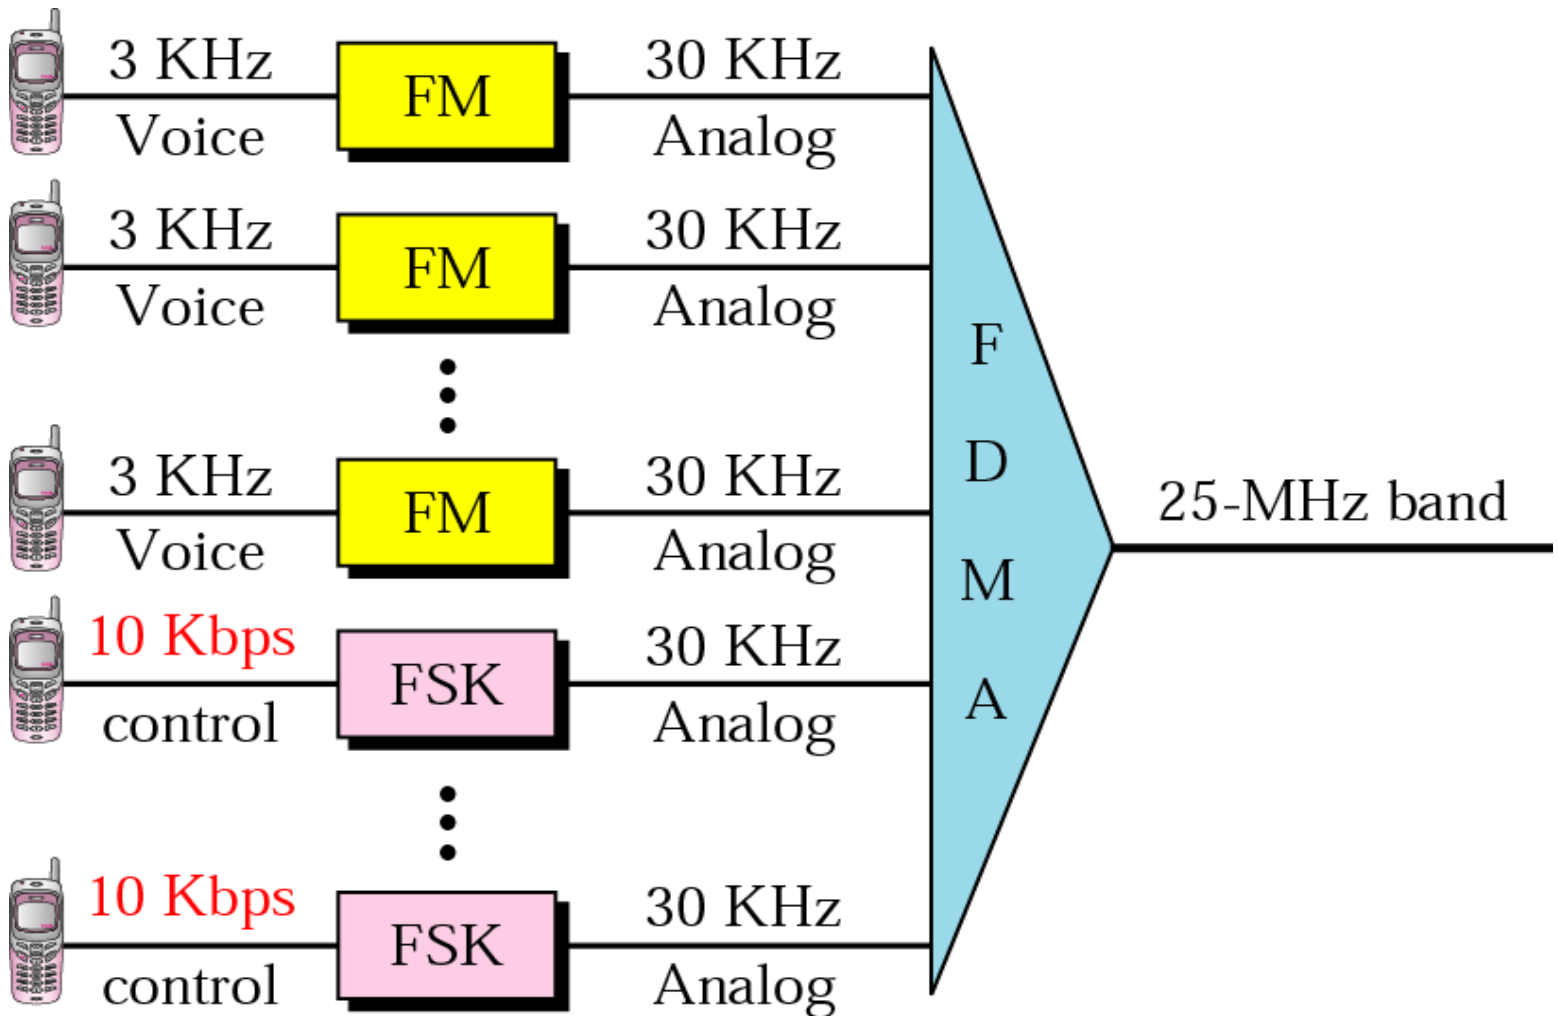 3 KHz
Voice
FM
30 KHz
Analog
3 KHz
Voice
FM
30 KHz
Analog
3 KHz
Voice
FM
30 KHz
Analog
10 Kbps
control
FSK
30 KHz
Analog
10 Kbps
control
FSK
30 KHz
Analog
F
D
M
A
25-MHz band